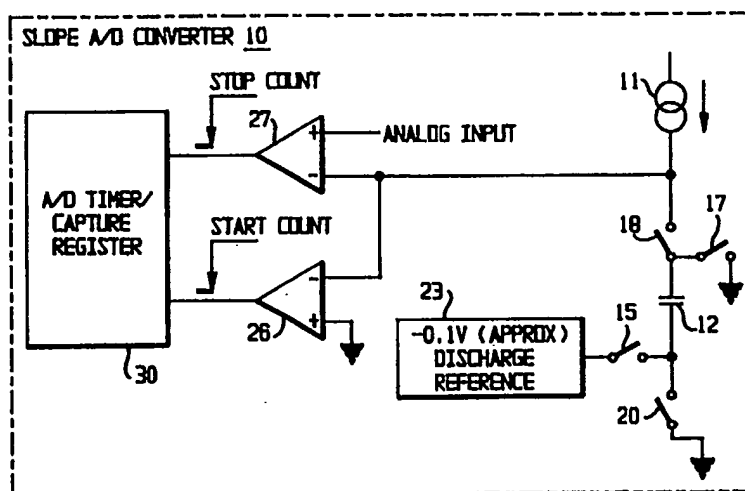 SLOPE A/D CONVERTER 10
STOP COUNT
27
+
-
ANALOG INPUT
11
A/D TIMER/
CAPTURE
REGISTER
START COUNT
18
17
-
+
26
23
-0.1V (APPROX)
DISCHARGE
REFERENCE
15
12
30
20